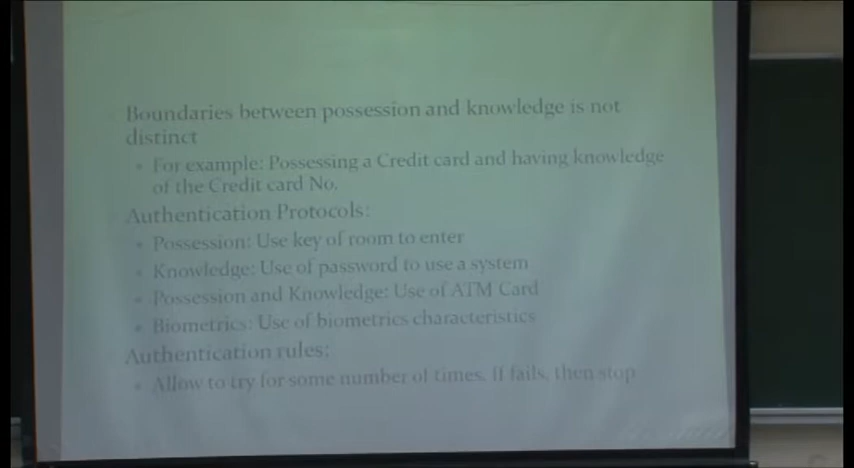 Boundaries between possession and knowledge is not
distinct
For example: Possessing a Credit card and having knowledge
of the Credit card No.
Authentication Protocols:
Possession: Use key of room to enter
Knowledge: Use of password to use a system
Possession and Knowledge: Use of ATM Card
Biometrics: Use of biometrics characteristics
Authentication rules:
Allow to try for some number of times. If fails, then stop